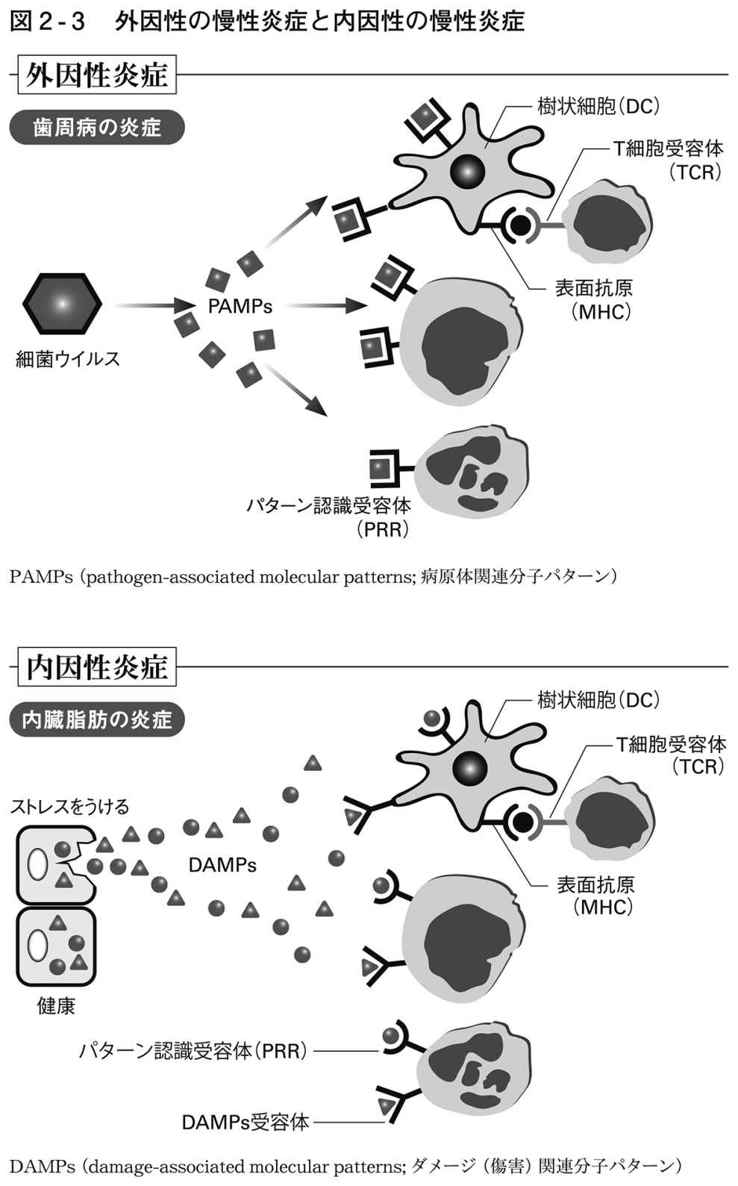 図2-3　外因性の慢性炎症と内因性の慢性炎症
外因性炎症
歯周病の炎症
樹状細胞（DC）
T細胞受容体
（TCR）
表面抗原
（MHC）
PAMPs
細菌ウイルス
パターン認識受容体
（PRR）
PAMPs（pathogen-associated molecular patterns; 病原体関連分子パターン）
内因性炎症
内臓脂肪の炎症
樹状細胞（DC）
T細胞受容体
（TCR）
ストレスをうける
DAMPs
表面抗原
（MHC）
健康
パターン認識受容体（PRR）
DAMPs受容体
DAMPs（damage-associated molecular patterns; ダメージ（傷害）関連分子パターン）